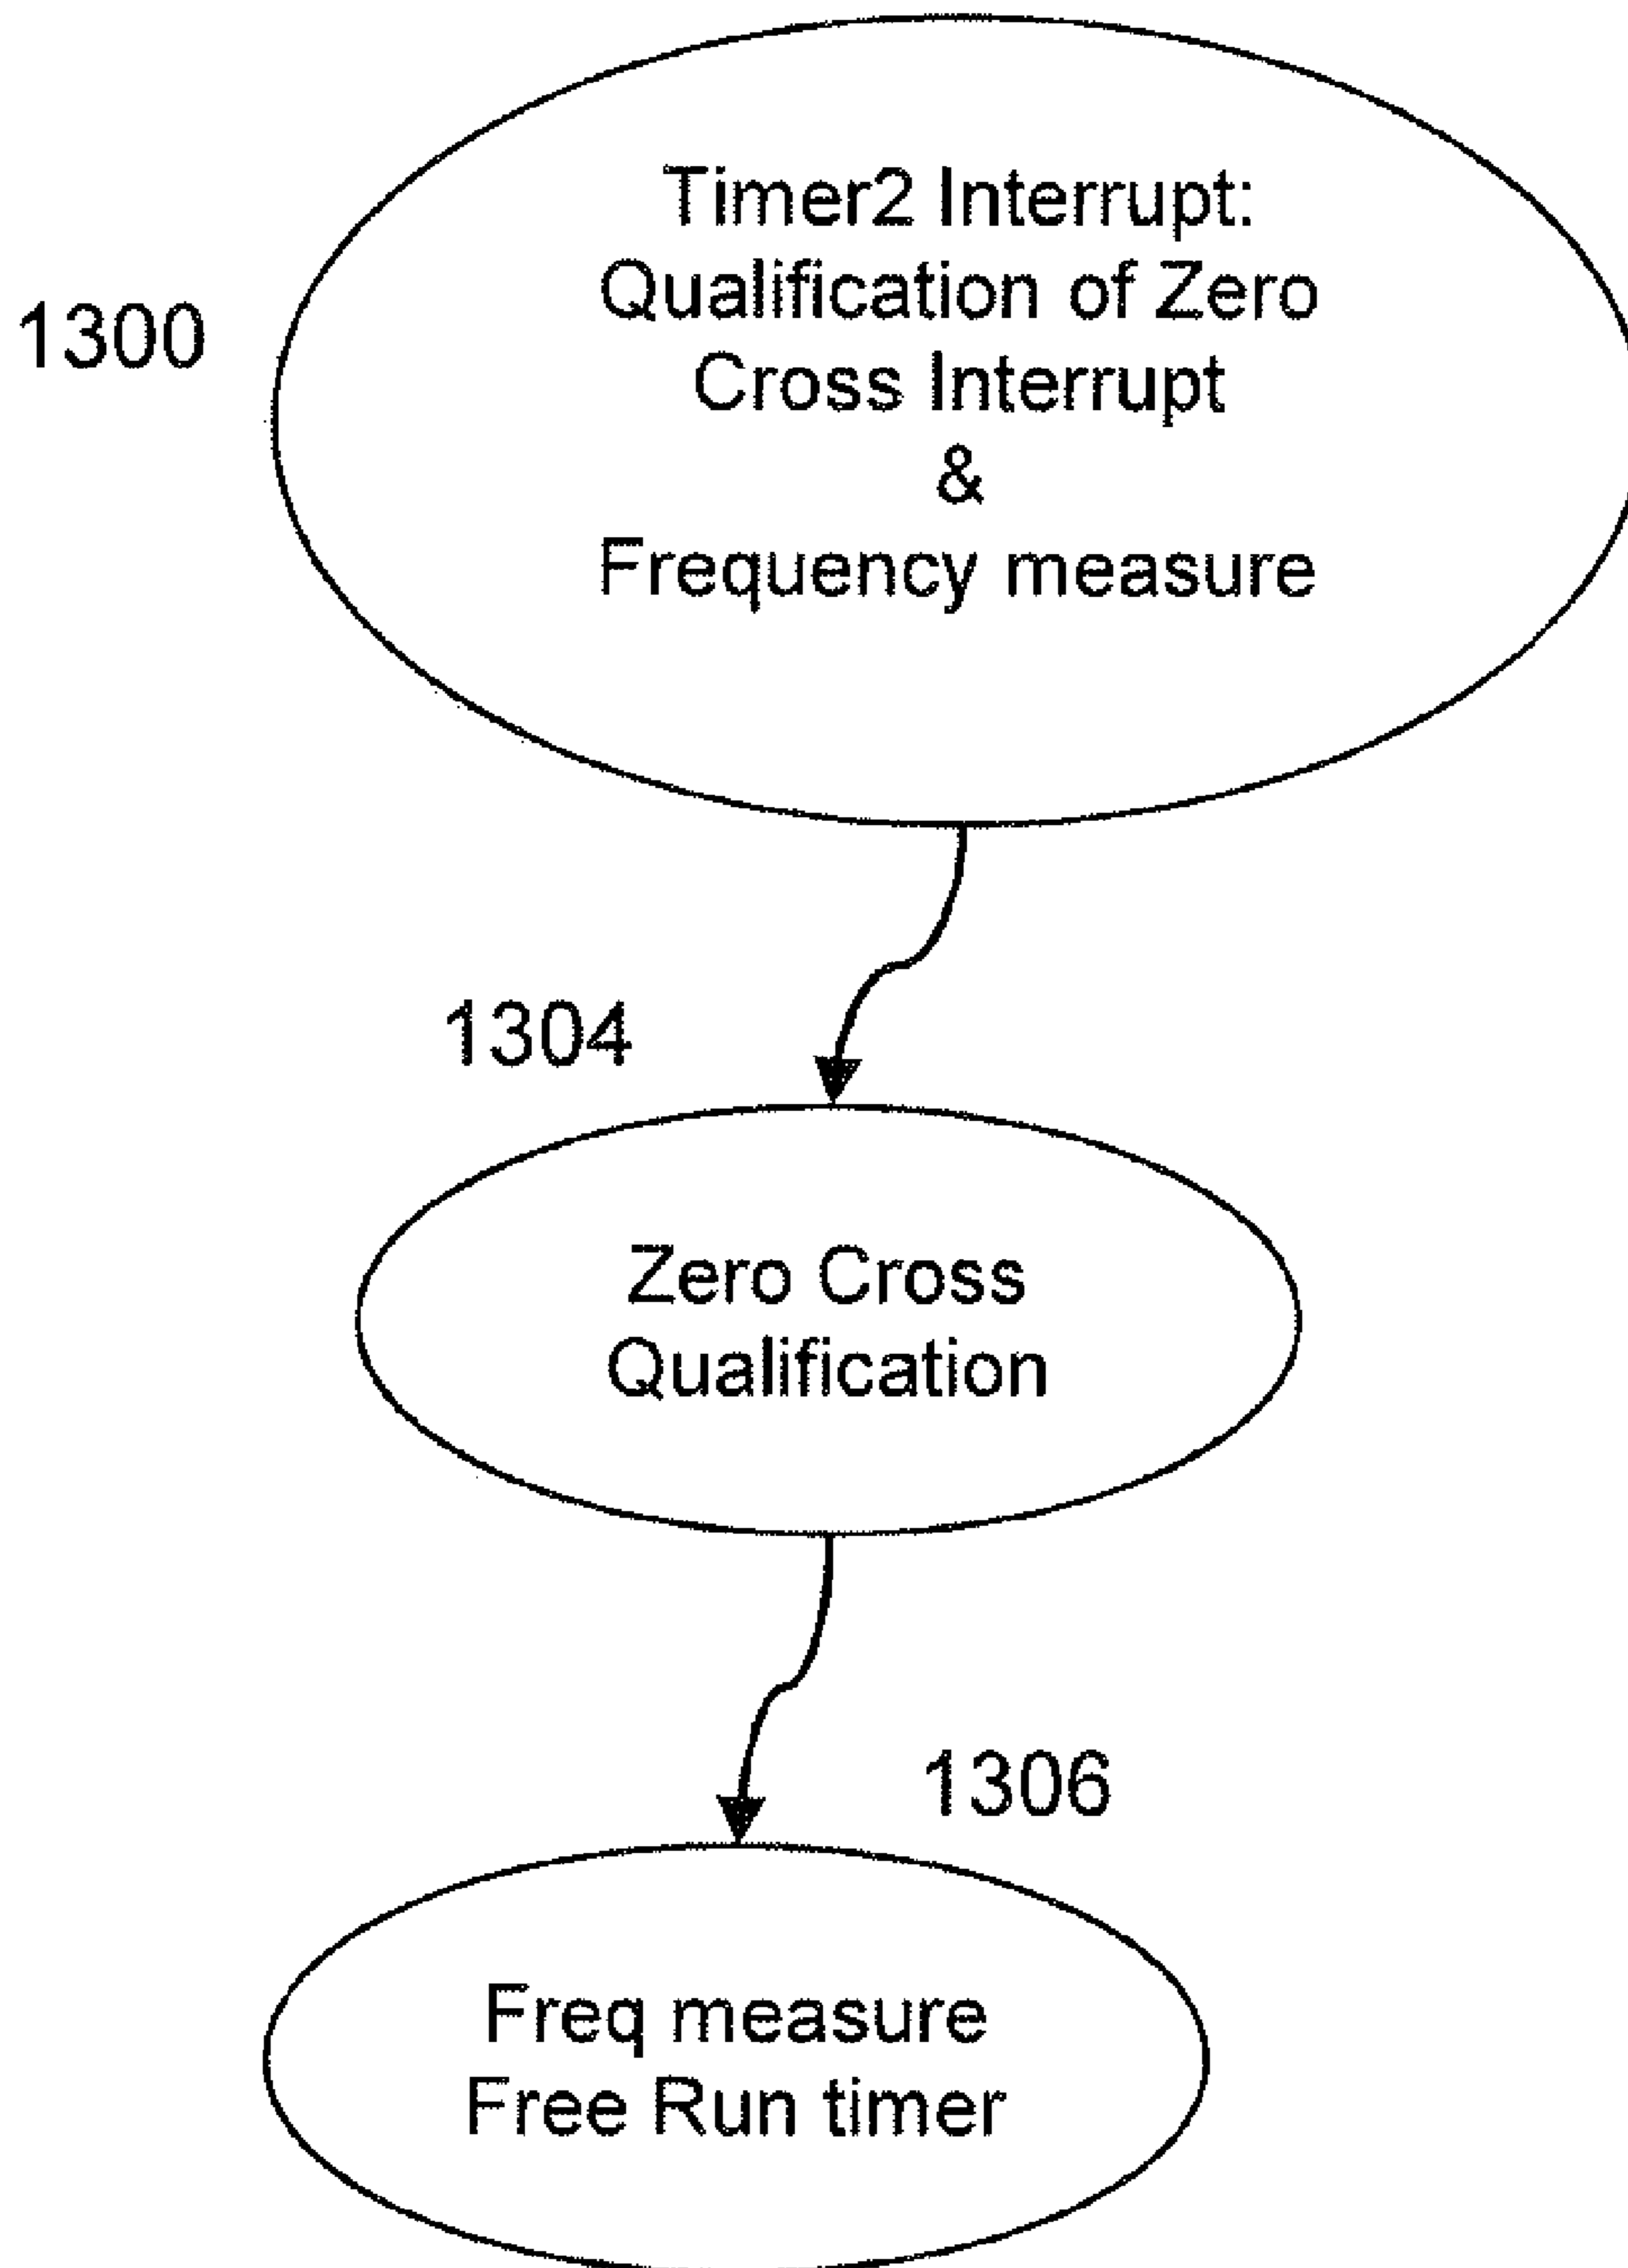 Timer2 Interrupt:
Qualification of Zero
Cross Interrupt
&
Frequency measure
1300
1304
Zero Cross
Qualification
1306
Freq measure
Free Run timer